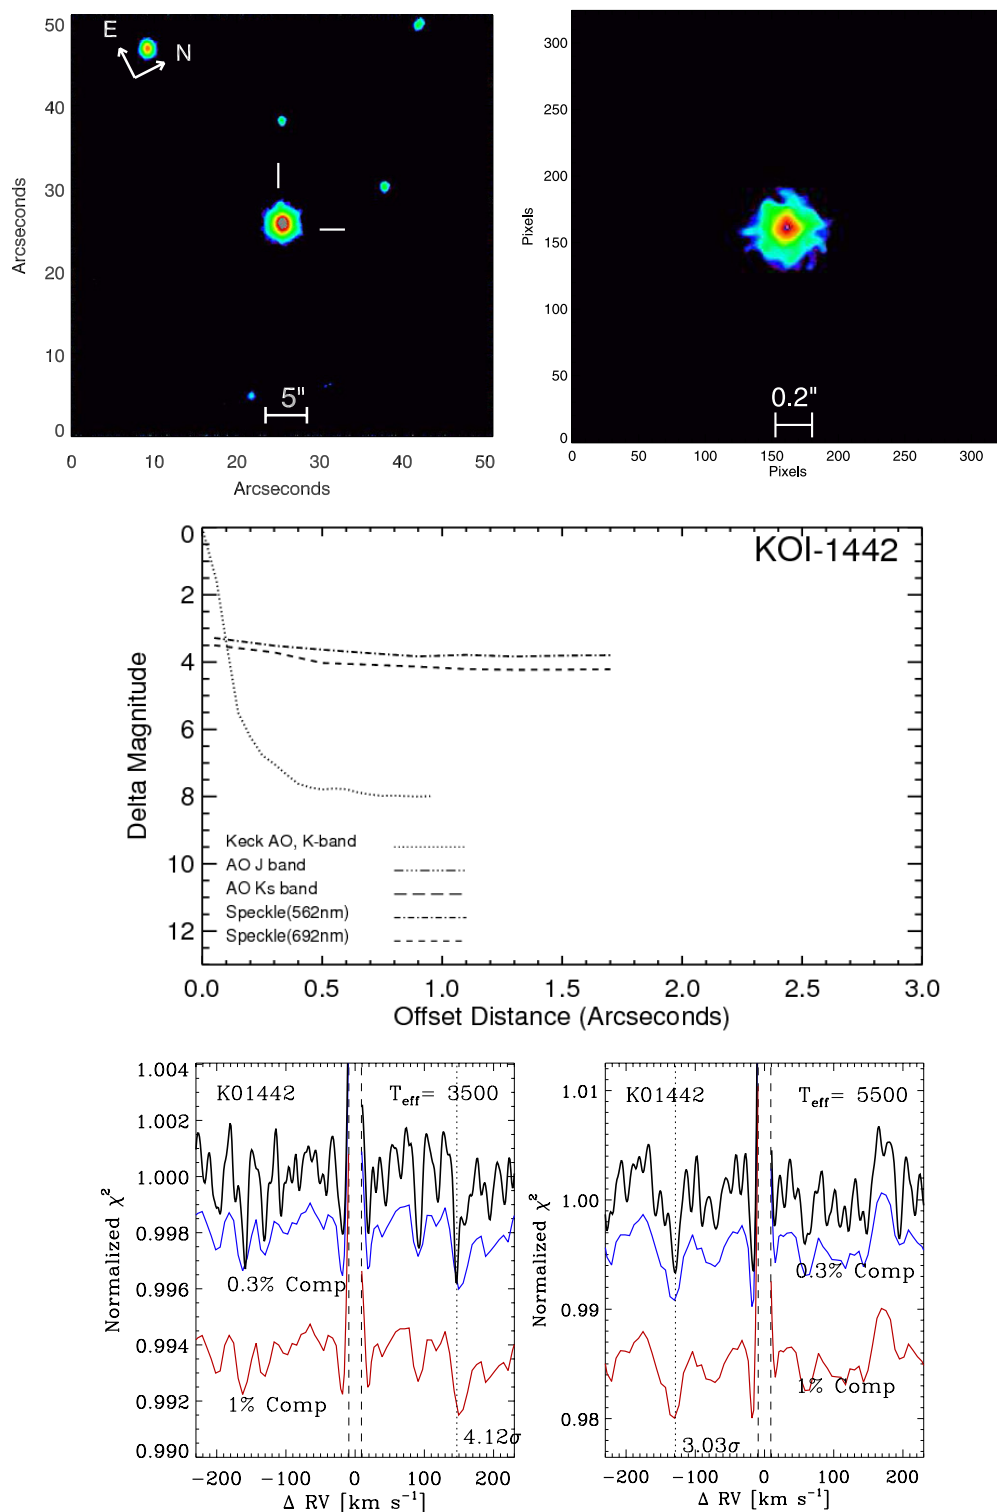 E
N
5"
50
40
30
20
10
0
Arcseconds
0 10 20 30 40 50
Arcseconds
0.2"
300
250
200
150
100
50
0
Pixels
0 50 100 150 200 250 300
Pixels
KOI-1442
0
2
4
6
8
10
12
Delta Magnitude
Keck AO, K-band
AO J band
AO Ks band
Speckle(562nm)
Speckle(692nm)
0.0 0.5 1.0 1.5 2.0 2.5 3.0
Offset Distance (Arcseconds)
K01442 Teff= 3500
1.004
1.002
1.000
0.998
0.996
0.994
0.992
0.990
Normalized χ²
0.3% Comp
1% Comp
4.12σ
−200 −100 0 100 200
Δ RV [km s⁻¹]
K01442 Teff= 5500
1.01
1.00
0.99
0.98
Normalized χ²
0.3% Comp
1% Comp
3.03σ
−200 −100 0 100 200
Δ RV [km s⁻¹]